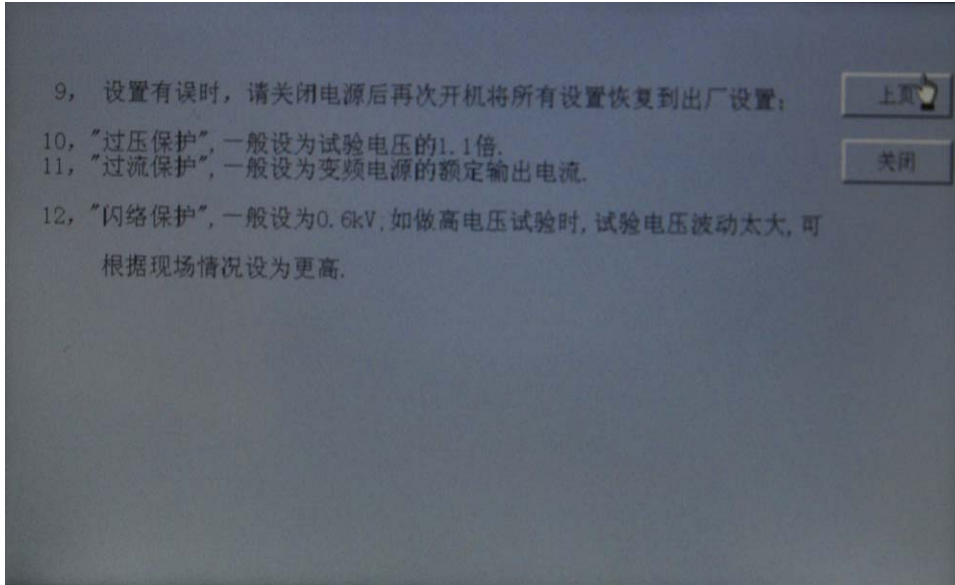 9， 设置有误时，请关闭电源后再次开机将所有设置恢复到出厂设置；
上页
10，"过压保护"，一般设为试验电压的1.1倍.
11，"过流保护"，一般设为变频电源的额定输出电流.
关闭
12，"闪络保护"，一般设为0.6kV;如做高电压试验时,试验电压波动太大,可
根据现场情况设为更高.